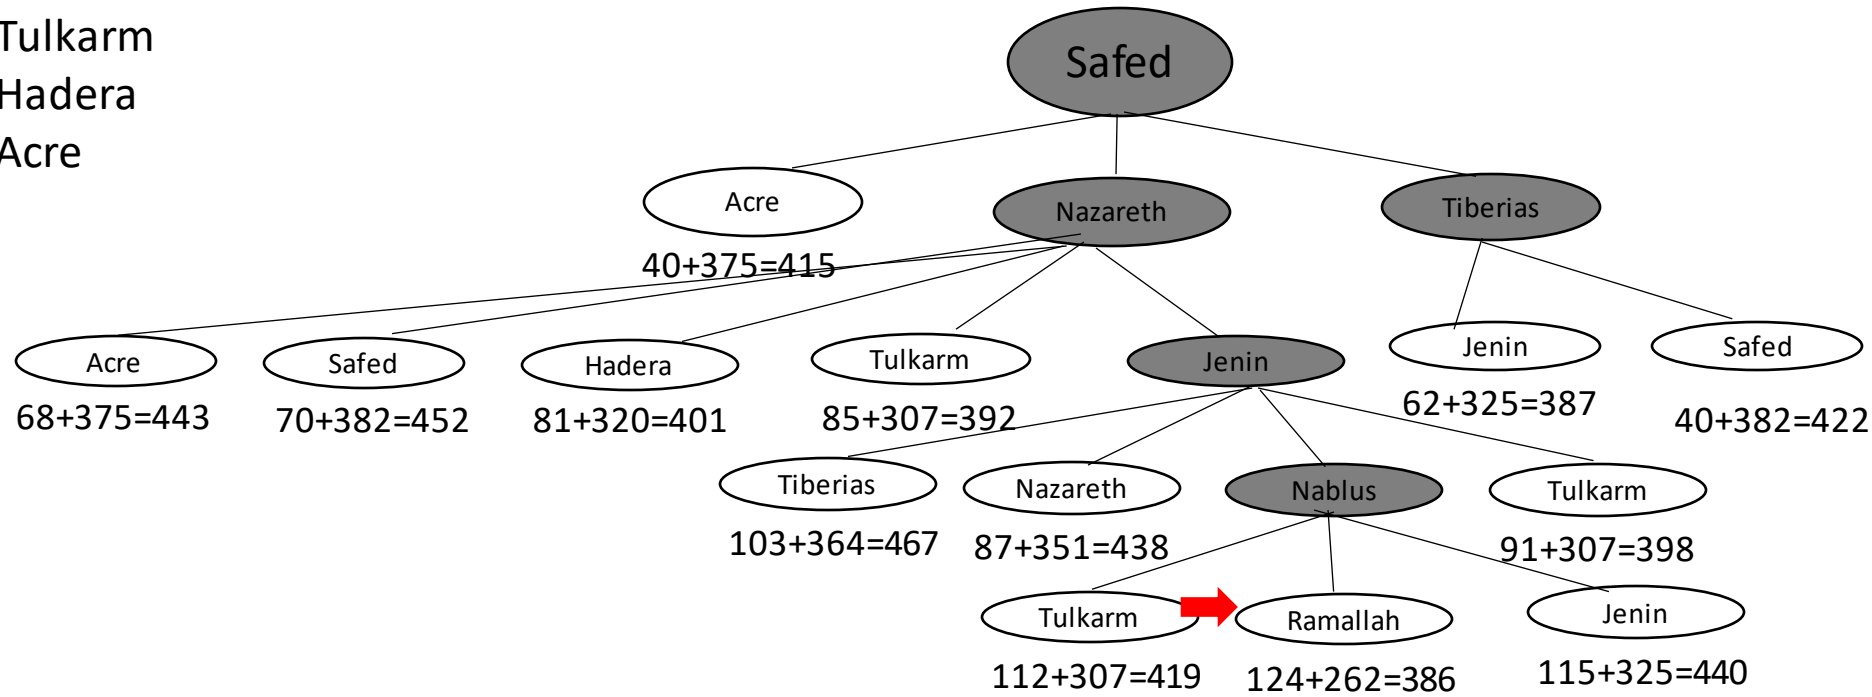 Tulkarm
Hadera
Acre
Safed
Acre
Nazareth
Tiberias
40+375=415
Acre
Safed
Hadera
Tulkarm
Jenin
Jenin
Safed
68+375=443
70+382=452
81+320=401
85+307=392
62+325=387
40+382=422
Tiberias
Nazareth
Nablus
Tulkarm
103+364=467
87+351=438
91+307=398
Tulkarm
Ramallah
Jenin
112+307=419
124+262=386
115+325=440